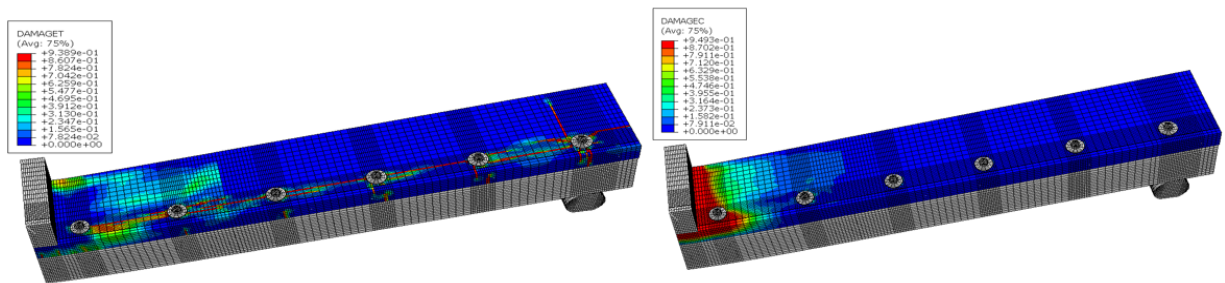 DAMAGET
(Avg: 75%)
+9.389e-01
+8.607e-01
+7.824e-01
+7.042e-01
+6.259e-01
+5.477e-01
+4.695e-01
+3.912e-01
+3.130e-01
+2.347e-01
+1.565e-01
+7.824e-02
+0.000e+00
DAMAGEC
(Avg: 75%)
+9.493e-01
+8.702e-01
+7.911e-01
+7.120e-01
+6.329e-01
+5.538e-01
+4.746e-01
+3.955e-01
+3.164e-01
+2.373e-01
+1.582e-01
+7.911e-02
+0.000e+00